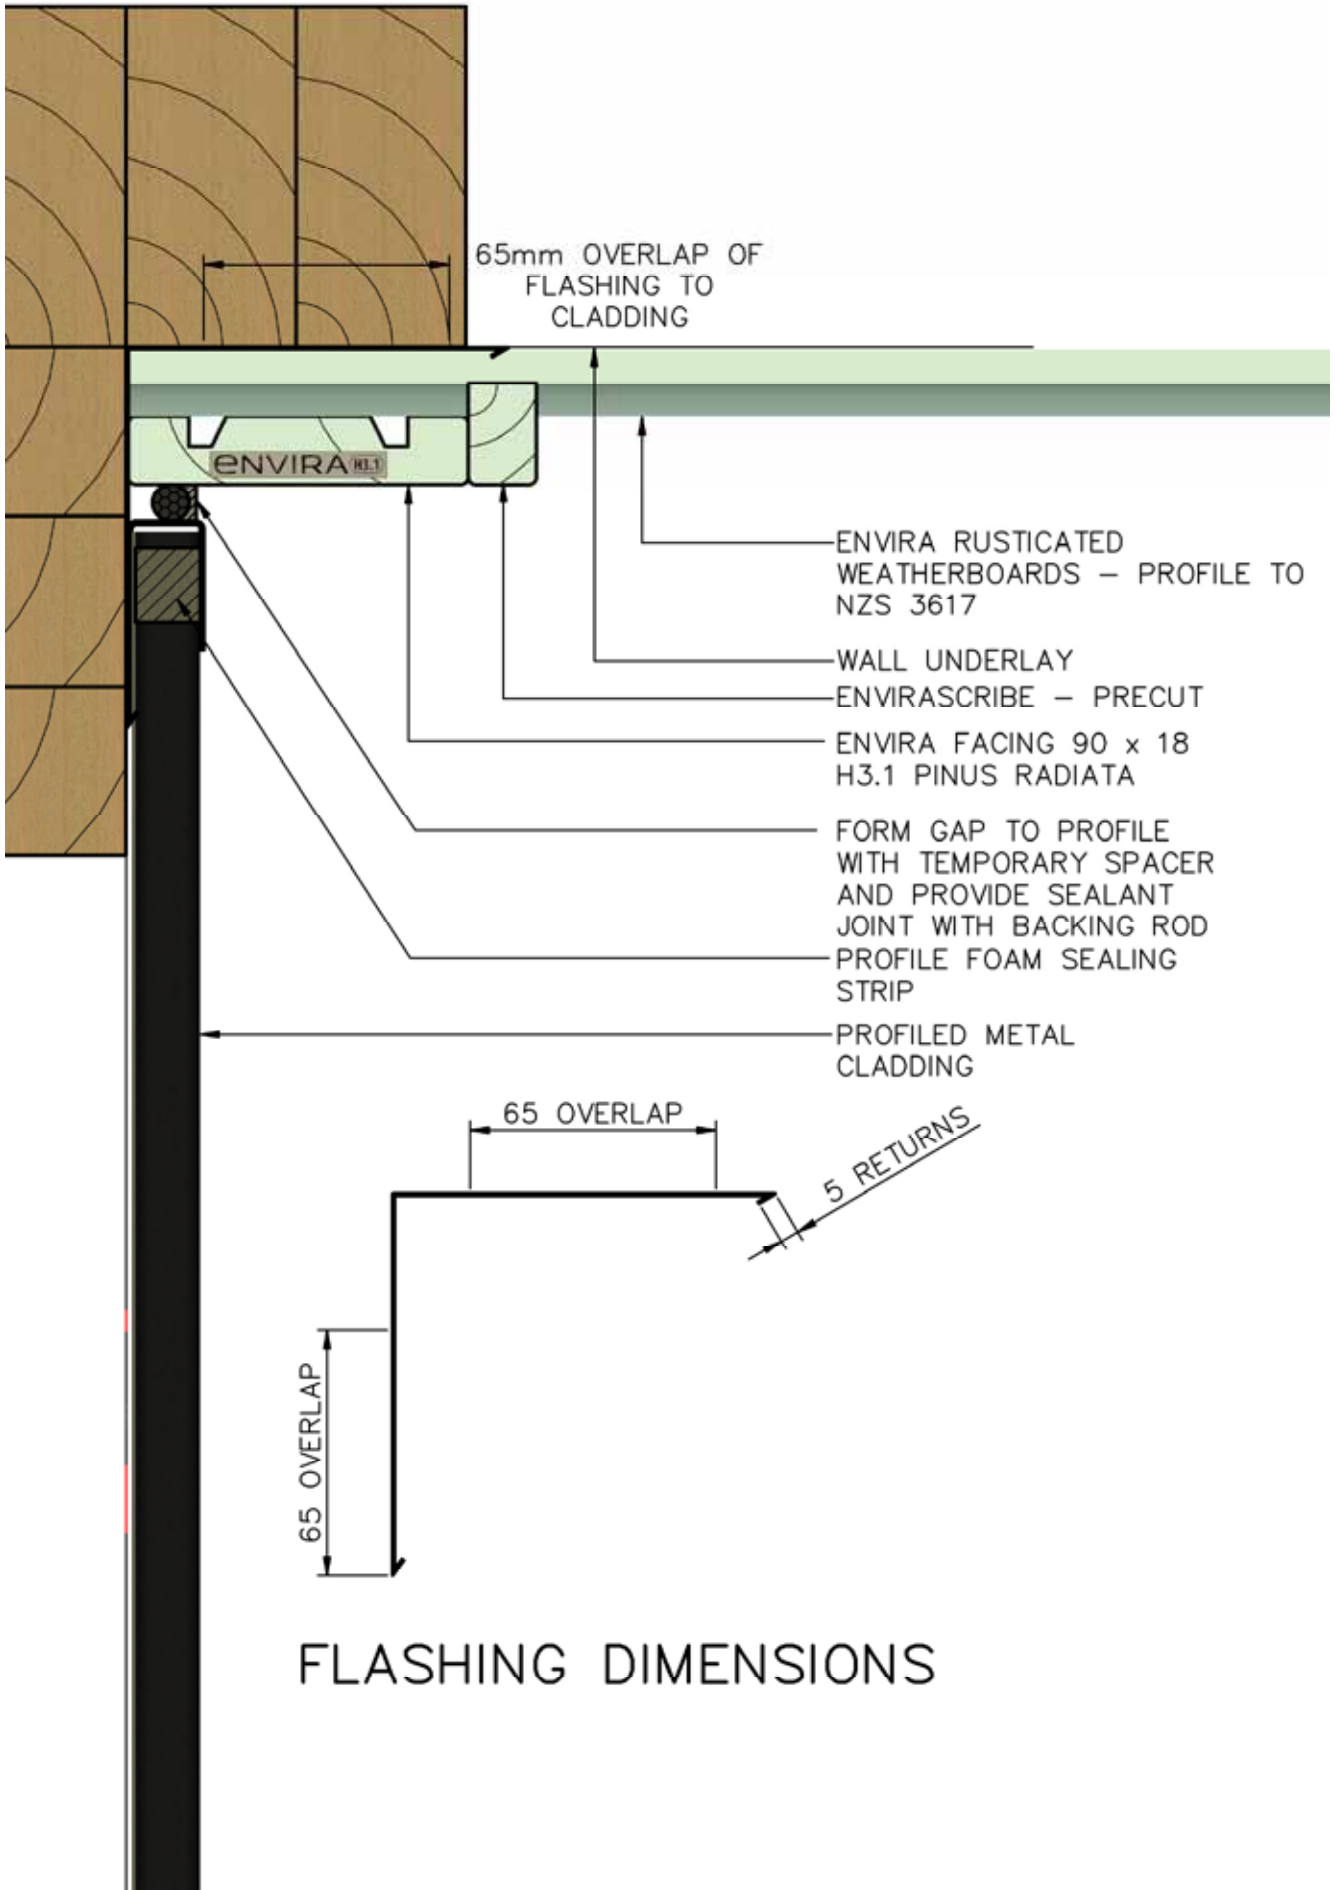 65mm OVERLAP OF
FLASHING TO
CLADDING
eNVIRA H3.1
ENVIRA RUSTICATED
WEATHERBOARDS – PROFILE TO
NZS 3617
WALL UNDERLAY
ENVIRASCRIBE – PRECUT
ENVIRA FACING 90 x 18
H3.1 PINUS RADIATA
FORM GAP TO PROFILE
WITH TEMPORARY SPACER
AND PROVIDE SEALANT
JOINT WITH BACKING ROD
PROFILE FOAM SEALING
STRIP
PROFILED METAL
CLADDING
65 OVERLAP
5 RETURNS
65 OVERLAP
FLASHING DIMENSIONS